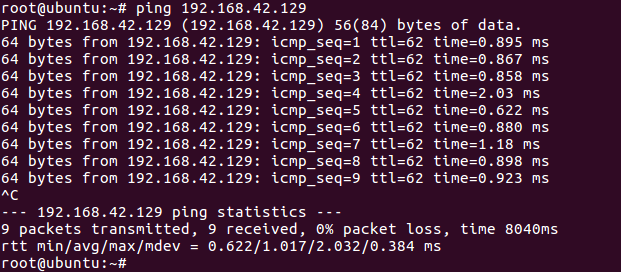 root@ubuntu:~# ping 192.168.42.129
PING 192.168.42.129 (192.168.42.129) 56(84) bytes of data.
64 bytes from 192.168.42.129: icmp_seq=1 ttl=62 time=0.895 ms
64 bytes from 192.168.42.129: icmp_seq=2 ttl=62 time=0.867 ms
64 bytes from 192.168.42.129: icmp_seq=3 ttl=62 time=0.858 ms
64 bytes from 192.168.42.129: icmp_seq=4 ttl=62 time=2.03 ms
64 bytes from 192.168.42.129: icmp_seq=5 ttl=62 time=0.622 ms
64 bytes from 192.168.42.129: icmp_seq=6 ttl=62 time=0.880 ms
64 bytes from 192.168.42.129: icmp_seq=7 ttl=62 time=1.18 ms
64 bytes from 192.168.42.129: icmp_seq=8 ttl=62 time=0.898 ms
64 bytes from 192.168.42.129: icmp_seq=9 ttl=62 time=0.923 ms
^C
--- 192.168.42.129 ping statistics ---
9 packets transmitted, 9 received, 0% packet loss, time 8040ms
rtt min/avg/max/mdev = 0.622/1.017/2.032/0.384 ms
root@ubuntu:~#